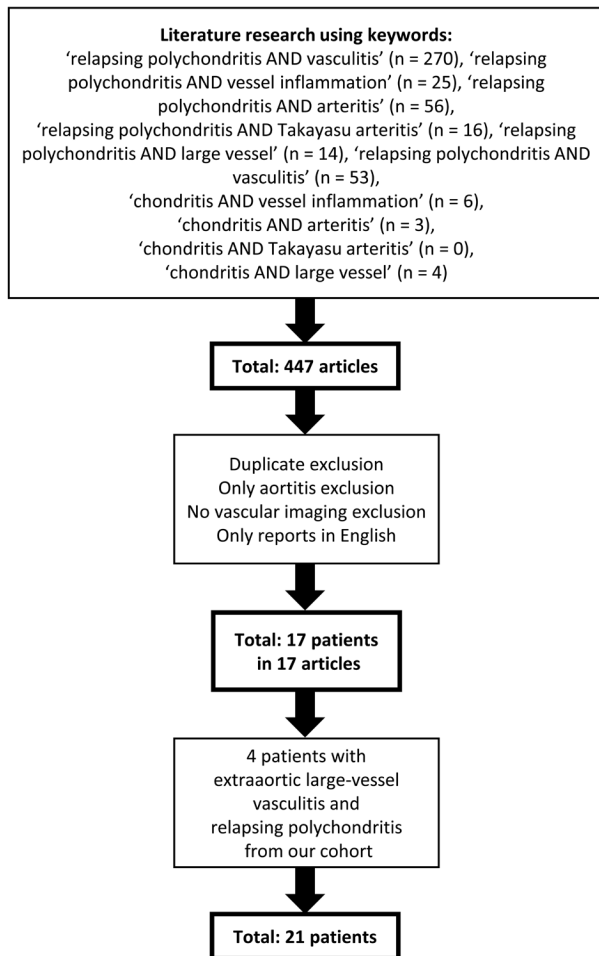 Literature research using keywords:
‘relapsing polychondritis AND vasculitis’ (n = 270), ‘relapsing
polychondritis AND vessel inflammation’ (n = 25), ‘relapsing
polychondritis AND arteritis’ (n = 56),
‘relapsing polychondritis AND Takayasu arteritis’ (n = 16), ‘relapsing
polychondritis AND large vessel’ (n = 14), ‘relapsing polychondritis AND
vasculitis’ (n = 53),
‘chondritis AND vessel inflammation’ (n = 6),
‘chondritis AND arteritis’ (n = 3),
‘chondritis AND Takayasu arteritis’ (n = 0),
‘chondritis AND large vessel’ (n = 4)
Total: 447 articles
Duplicate exclusion
Only aortitis exclusion
No vascular imaging exclusion
Only reports in English
Total: 17 patients
in 17 articles
4 patients with
extraaortic large-vessel
vasculitis and
relapsing polychondritis
from our cohort
Total: 21 patients